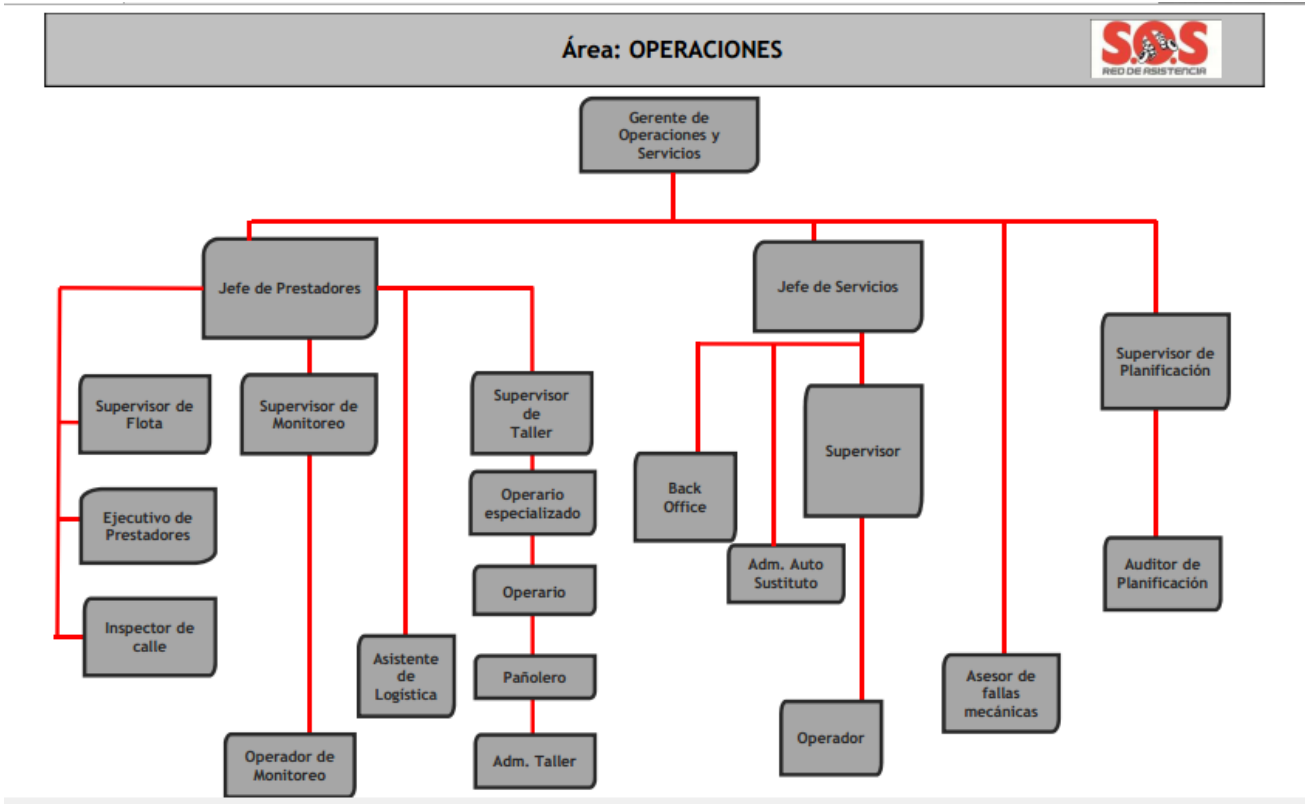 Área: OPERACIONES
S.O.S
RED DE ASISTENCIA
Gerente de
Operaciones y
Servicios
Jefe de Prestadores
Jefe de Servicios
Supervisor de
Planificación
Supervisor de
Flota
Supervisor de
Monitoreo
Supervisor
de
Taller
Supervisor
Back
Office
Operario
especializado
Ejecutivo de
Prestadores
Adm. Auto
Sustituto
Auditor de
Planificación
Operario
Inspector de
calle
Asistente
de
Logística
Pañolero
Asesor de
fallas
mecánicas
Operador
Operador de
Monitoreo
Adm. Taller